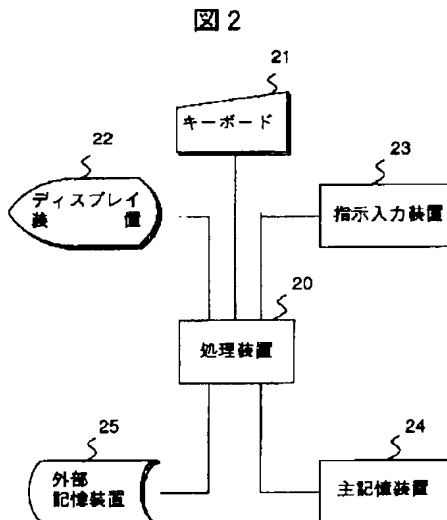 図2
21
キーボード
22
ディスプレイ
装置
23
指示入力装置
20
処理装置
25
外部
記憶装置
24
主記憶装置